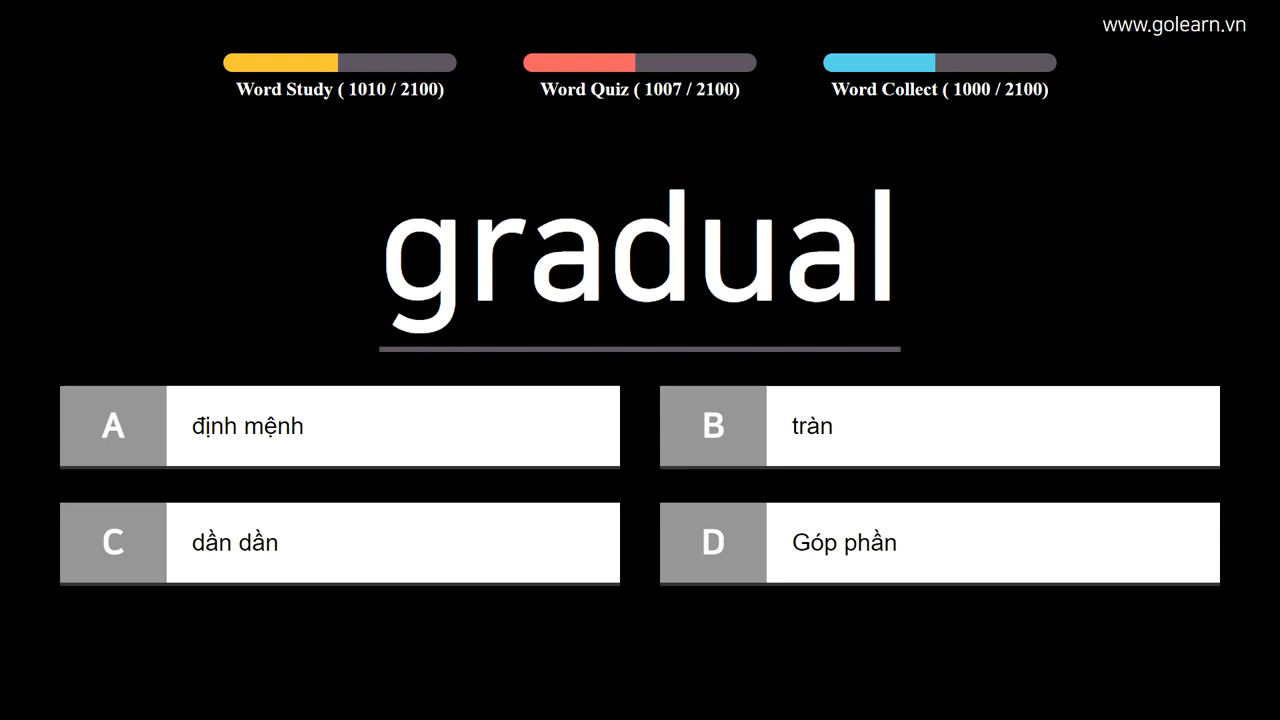 www.golearn.vn
Word Study ( 1010 / 2100)
Word Quiz ( 1007 / 2100)
Word Collect ( 1000 / 2100)
gradual
A định mệnh
B tràn
C dần dần
D Góp phần